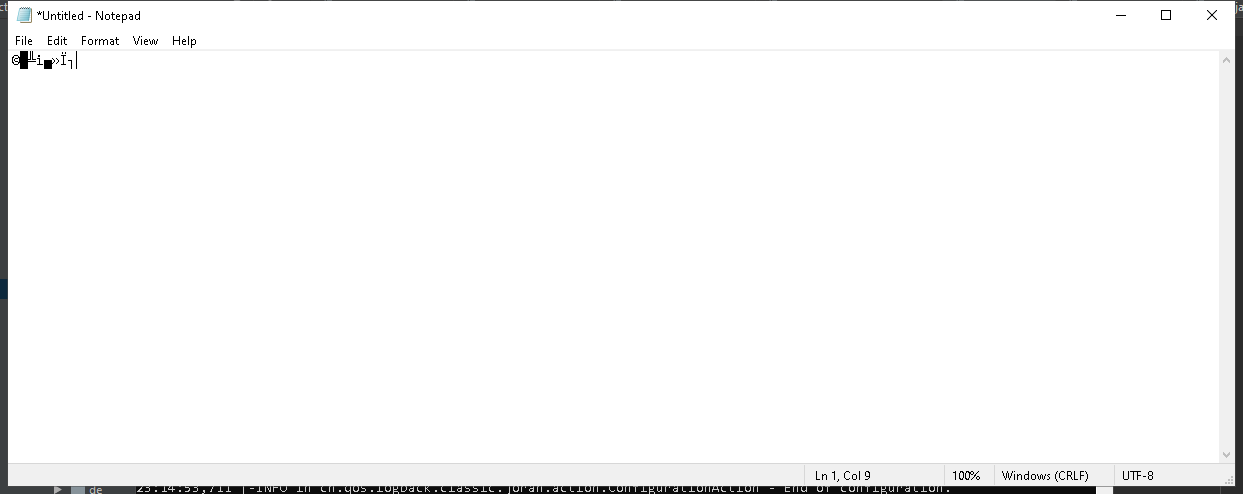 *Untitled - Notepad
File Edit Format View Help
©█╩i▄»Ï┐
Ln 1, Col 9 100% Windows (CRLF) UTF-8
de 23:14:53,711 |-INFO in ch.qos.logback.classic.joran.action.ConfigurationAction - End of configuration.